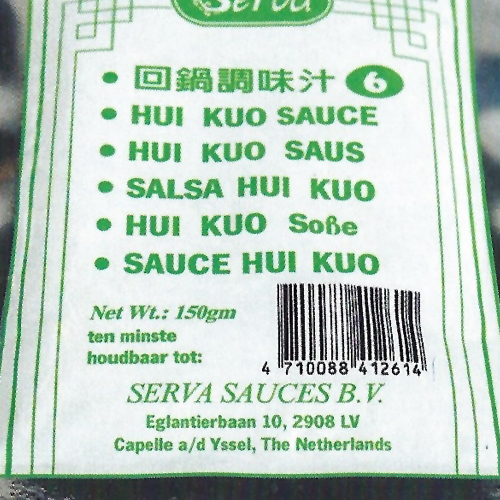 Serva
• 回鍋調味汁 6
• HUI KUO SAUCE
• HUI KUO SAUS
• SALSA HUI KUO
• HUI KUO Soße
• SAUCE HUI KUO
Net Wt.: 150gm
ten minste
houdbaar tot:
4 710088 412614
SERVA SAUCES B.V.
Eglantierbaan 10, 2908 LV
Capelle a/d Yssel, The Netherlands